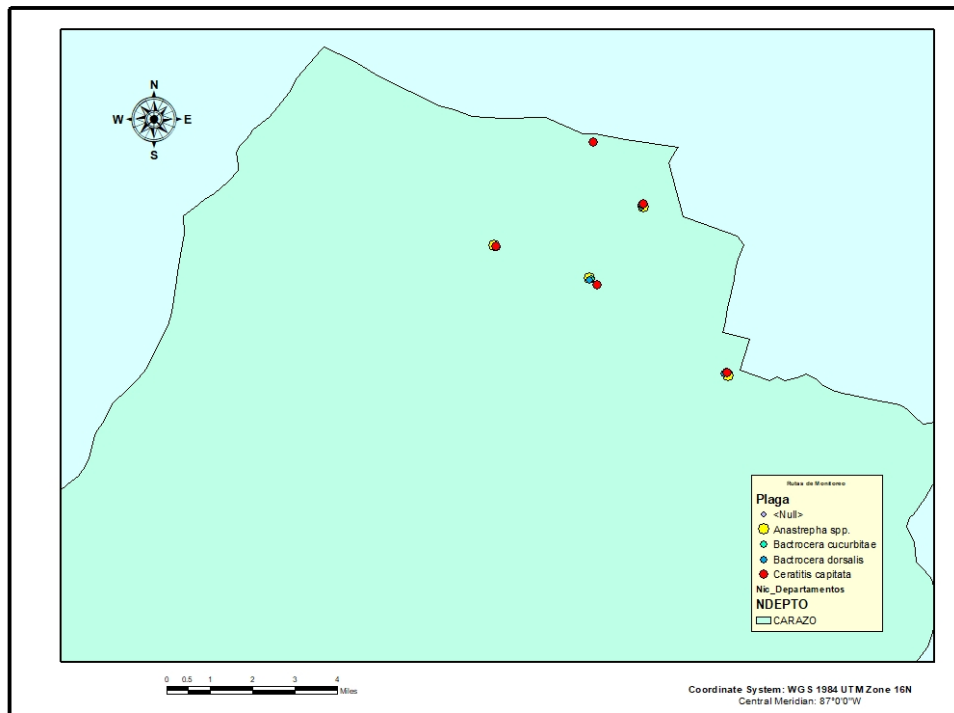 N
W E
S
Rutas de Monitoreo
Plaga
<Null>
Anastrepha spp.
Bactrocera cucurbitae
Bactrocera dorsalis
Ceratitis capitata
Nic_Departamentos
NDEPTO
CARAZO
0 0.5 1 2 3 4
Miles
Coordinate System: WGS 1984 UTM Zone 16N
Central Meridian: 87°0'0"W